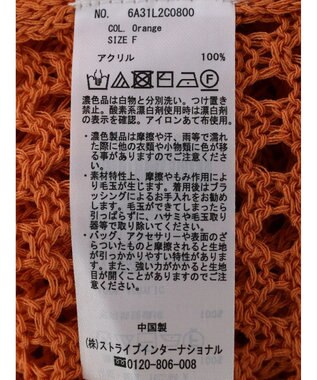 NO. 6A31L2C0800
COL. Orange
SIZE F
アクリル 100%
濃色品は白物と分別洗い。つけ置き
禁止。酸素系漂白剤使用時は漂白剤
の表示を確認。アイロンあて布使用。
・濃色製品は摩擦や汗、雨等で濡れ
た際に他の衣類や小物類に色が移
る事がございますのでご注意くだ
さい。
・素材特性上、摩擦やもみ作用によ
り毛玉が生じます。着用後はブラ
ッシングによるお手入れをお勧め
します。毛玉ができてしまったら
引っぱらずに、ハサミや毛玉取り
器等で取り除いてください。
・バッグ、アクセサリーや表面のざ
らついたものと摩擦されると生地
が引っかかりやすい特性がありま
す。また、強い力がかかると生地
目が開くことがありますのでご注
意ください。
中国製
(株)ストライプインターナショナル
☎0120-806-008